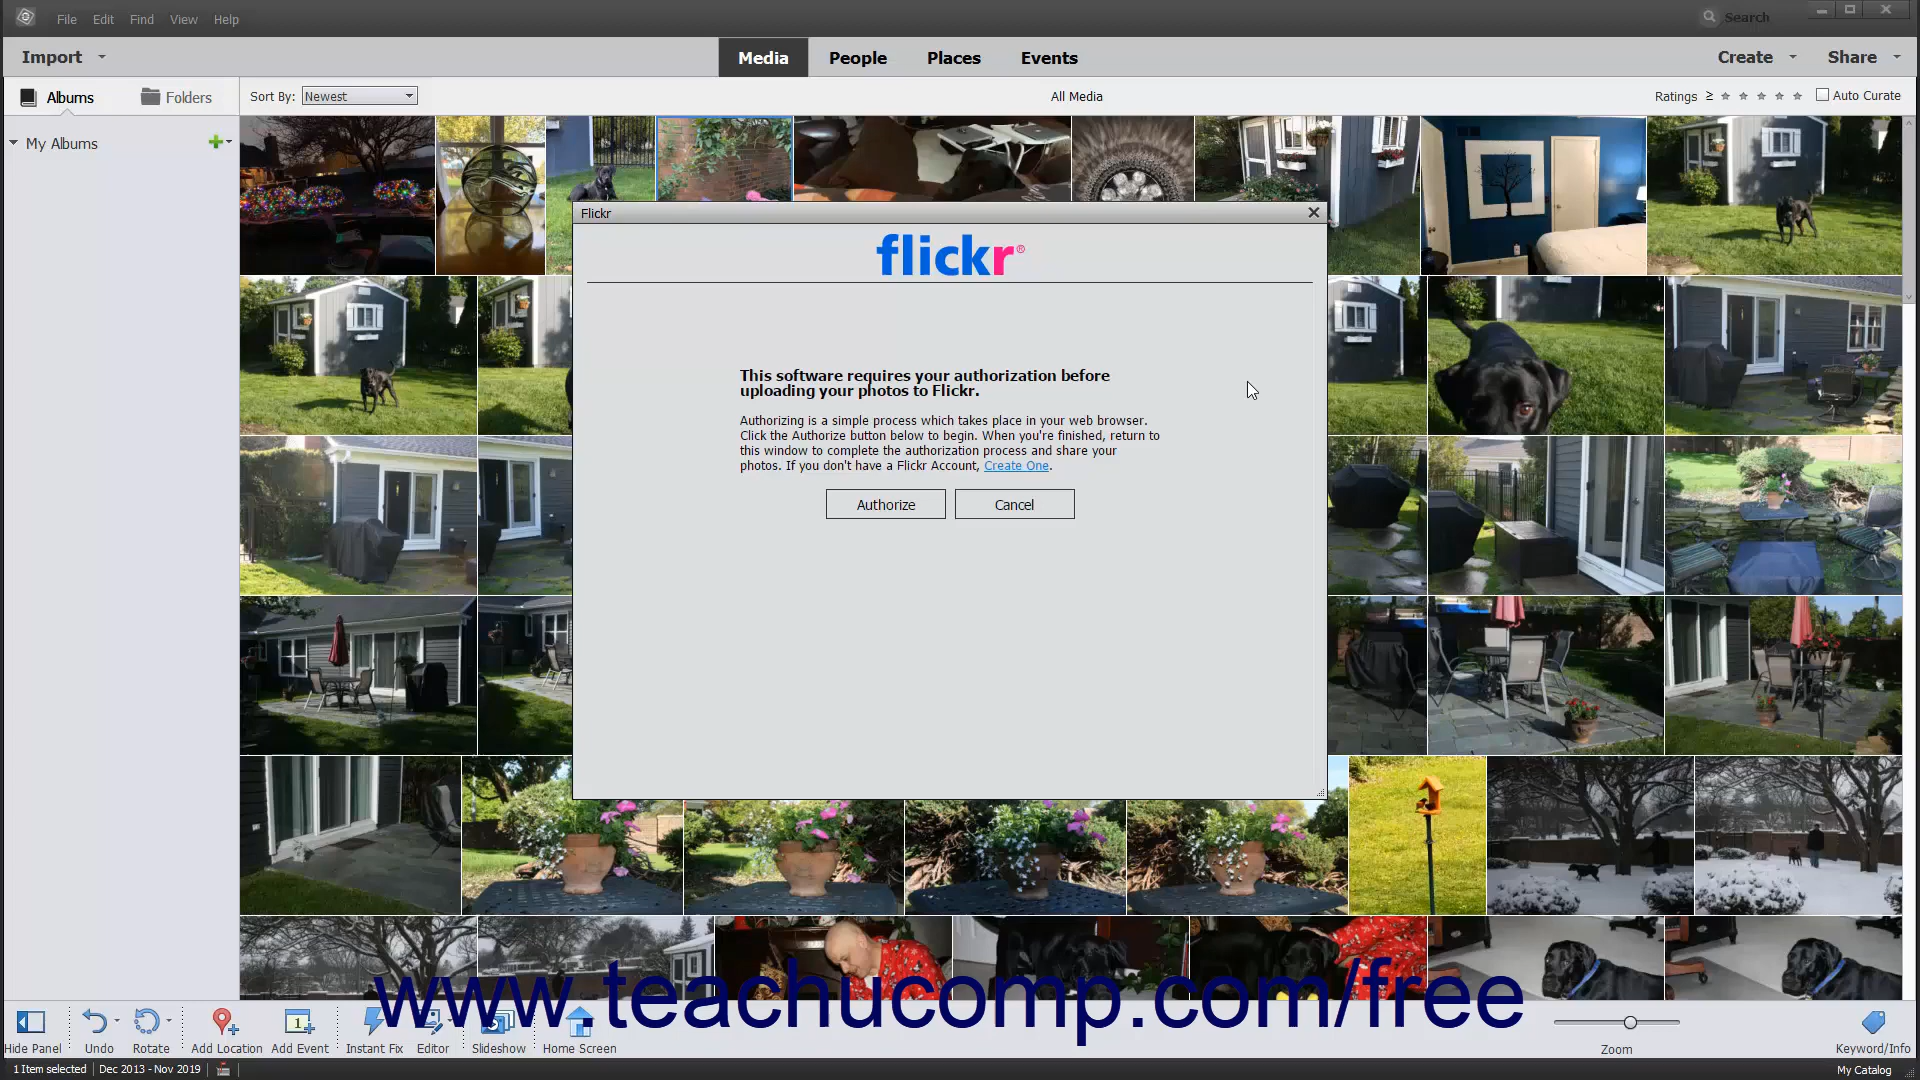 File Edit Find View Help
Search
Import
Media People Places Events
Create Share
Albums Folders
Sort By: Newest
All Media
Ratings ≥ ★ ★ ★ ★ ★ Auto Curate
My Albums
Flickr
flickr®
This software requires your authorization before
uploading your photos to Flickr.
Authorizing is a simple process which takes place in your web browser.
Click the Authorize button below to begin. When you're finished, return to
this window to complete the authorization process and share your
photos. If you don't have a Flickr Account, Create One.
Authorize Cancel
www.teachucomp.com/free
Hide Panel Undo Rotate Add Location Add Event Instant Fix Editor Slideshow Home Screen Zoom Keyword/Info
1 Item selected Dec 2013 - Nov 2019 My Catalog